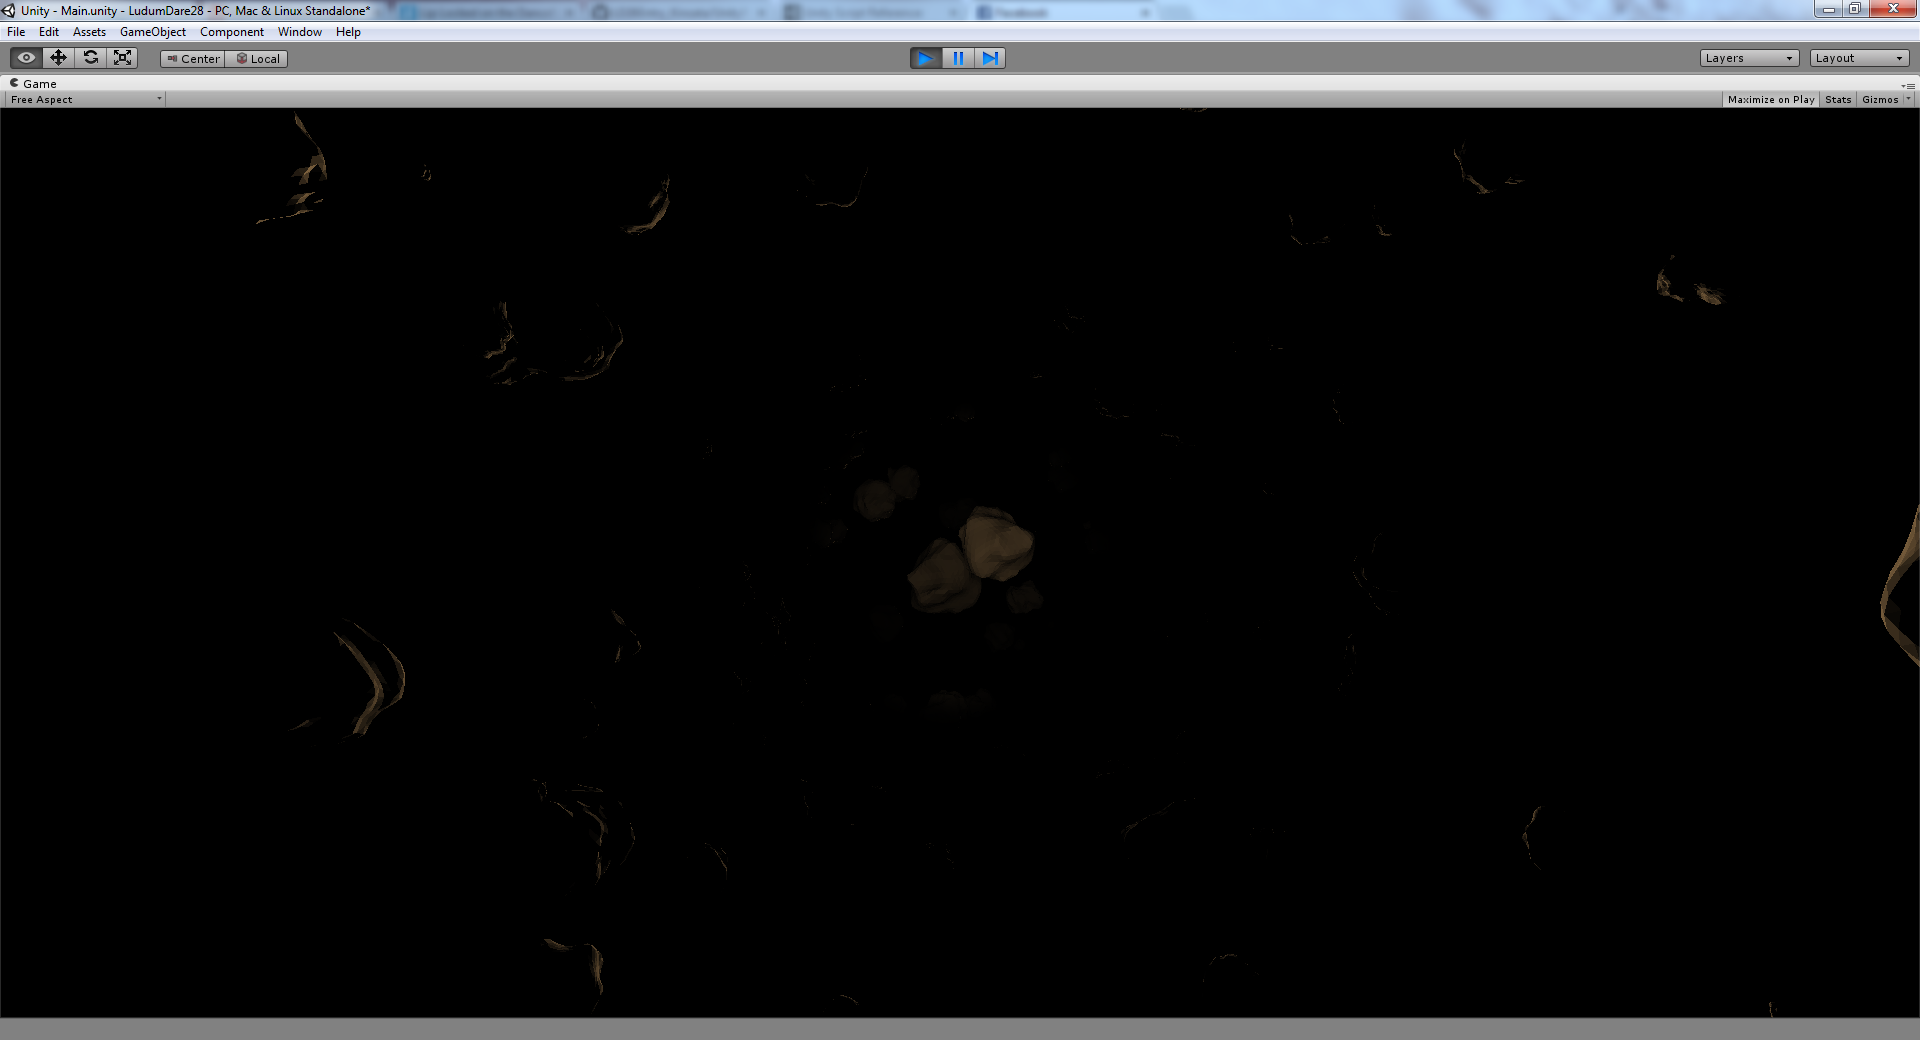 Unity - Main.unity - LudumDare28 - PC, Mac & Linux Standalone*
File Edit Assets GameObject Component Window Help
Center Local Layers Layout
Game
Free Aspect Maximize on Play Stats Gizmos